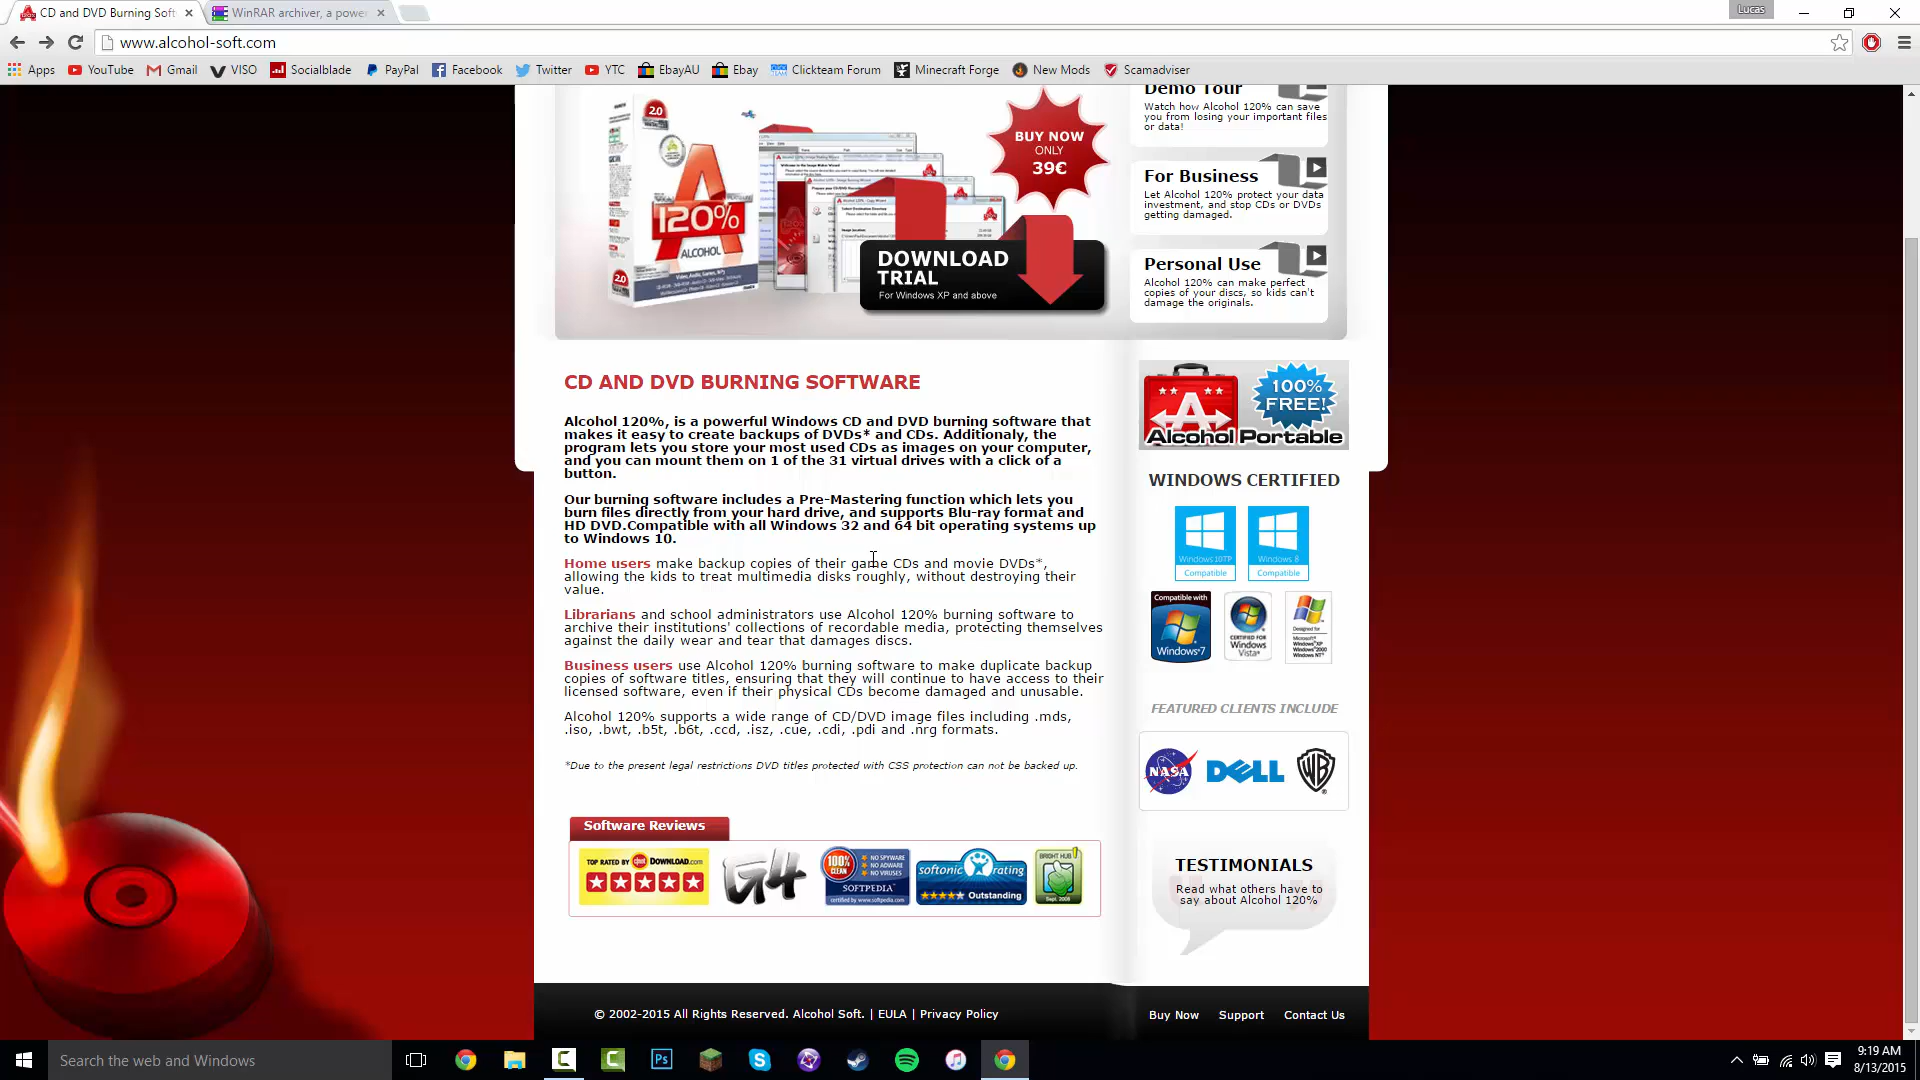 CD and DVD Burning Soft
WinRAR archiver, a power
Lucas
www.alcohol-soft.com
Apps YouTube Gmail VISO Socialblade PayPal Facebook Twitter YTC EbayAU Ebay Clickteam Forum Minecraft Forge New Mods Scamadviser
Demo Tour
Watch how Alcohol 120% can save
you from losing your important files
or data!
2.0
120%
ALCOHOL
2.0
BUY NOW
ONLY
39€
DOWNLOAD
TRIAL
For Windows XP and above
For Business
Let Alcohol 120% protect your data
investment, and stop CDs or DVDs
getting damaged.
Personal Use
Alcohol 120% can make perfect
copies of your discs, so kids can't
damage the originals.
CD AND DVD BURNING SOFTWARE
Alcohol 120%, is a powerful Windows CD and DVD burning software that
makes it easy to create backups of DVDs* and CDs. Additionaly, the
program lets you store your most used CDs as images on your computer,
and you can mount them on 1 of the 31 virtual drives with a click of a
button.
Our burning software includes a Pre-Mastering function which lets you
burn files directly from your hard drive, and supports Blu-ray format and
HD DVD.Compatible with all Windows 32 and 64 bit operating systems up
to Windows 10.
Home users make backup copies of their game CDs and movie DVDs*,
allowing the kids to treat multimedia disks roughly, without destroying their
value.
Librarians and school administrators use Alcohol 120% burning software to
archive their institutions' collections of recordable media, protecting themselves
against the daily wear and tear that damages discs.
Business users use Alcohol 120% burning software to make duplicate backup
copies of software titles, ensuring that they will continue to have access to their
licensed software, even if their physical CDs become damaged and unusable.
Alcohol 120% supports a wide range of CD/DVD image files including .mds,
.iso, .bwt, .b5t, .b6t, .ccd, .isz, .cue, .cdi, .pdi and .nrg formats.
*Due to the present legal restrictions DVD titles protected with CSS protection can not be backed up.
100%
FREE!
Alcohol Portable
WINDOWS CERTIFIED
Windows 10TP
Compatible
Windows 8
Compatible
Compatible with
Windows 7
CERTIFIED FOR
Windows
Vista
Designed for
Microsoft
Windows XP
Windows 2000
Windows NT
FEATURED CLIENTS INCLUDE
NASA DELL WB
Software Reviews
TOP RATED BY cnet DOWNLOAD.com
G4
100%
CLEAN
NO SPYWARE
NO ADWARE
NO VIRUSES
SOFTPEDIA
certified by www.softpedia.com
softonic rating
Outstanding
BRIGHT HUB
Sept. 2008
TESTIMONIALS
Read what others have to
say about Alcohol 120%
© 2002-2015 All Rights Reserved. Alcohol Soft. | EULA | Privacy Policy
Buy Now Support Contact Us
Search the web and Windows
Ps
9:19 AM
8/13/2015